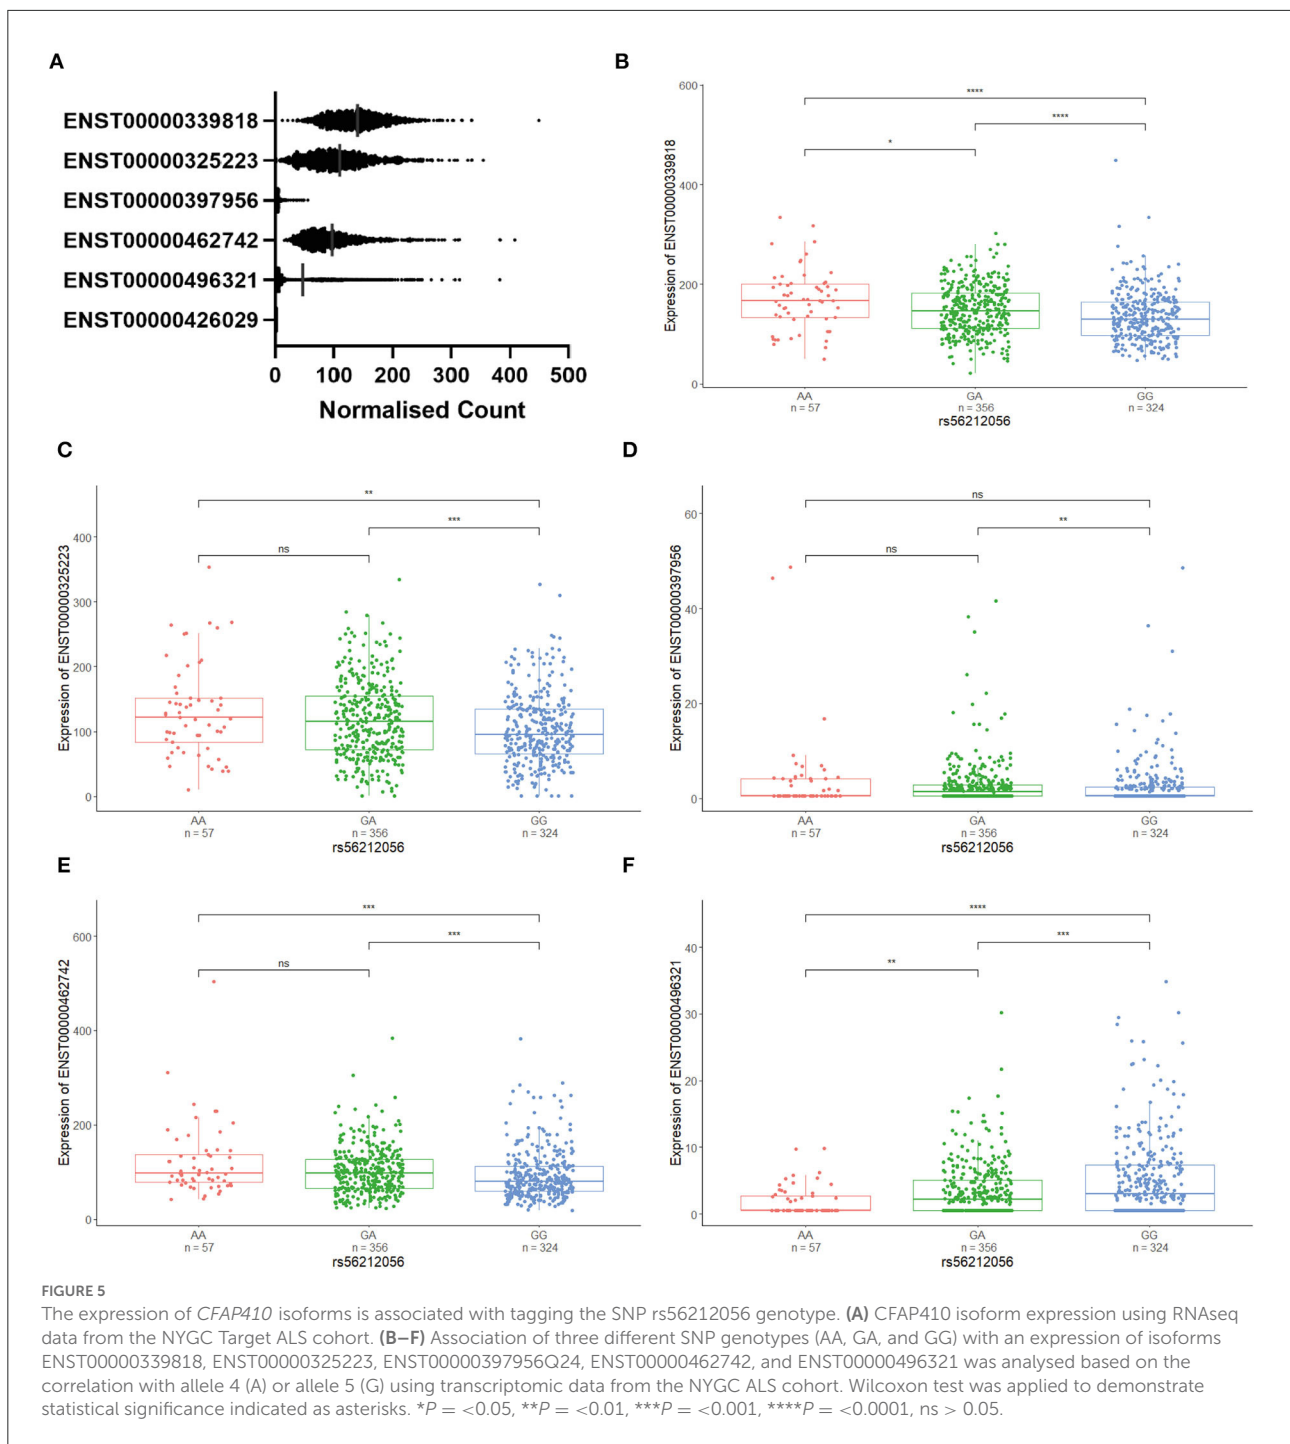 A
ENST00000339818
ENST00000325223
ENST00000397956
ENST00000462742
ENST00000496321
ENST00000426029
0 100 200 300 400 500
Normalised Count
B
Expression of ENST00000339818
600
400
200
0
****
****
*
AA GA GG
n = 57 n = 356 n = 324
rs56212056
C
Expression of ENST00000325223
400
300
200
100
0
**
***
ns
AA GA GG
n = 57 n = 356 n = 324
rs56212056
D
Expression of ENST00000397956
60
40
20
0
ns
**
ns
AA GA GG
n = 57 n = 356 n = 324
rs56212056
E
Expression of ENST00000462742
600
400
200
0
***
***
ns
AA GA GG
n = 57 n = 356 n = 324
rs56212056
F
Expression of ENST00000496321
40
30
20
10
0
****
***
**
AA GA GG
n = 57 n = 356 n = 324
rs56212056
FIGURE 5
The expression of CFAP410 isoforms is associated with tagging the SNP rs56212056 genotype. (A) CFAP410 isoform expression using RNAseq
data from the NYGC Target ALS cohort. (B–F) Association of three different SNP genotypes (AA, GA, and GG) with an expression of isoforms
ENST00000339818, ENST00000325223, ENST00000397956Q24, ENST00000462742, and ENST00000496321 was analysed based on the
correlation with allele 4 (A) or allele 5 (G) using transcriptomic data from the NYGC ALS cohort. Wilcoxon test was applied to demonstrate
statistical significance indicated as asterisks. *P = <0.05, **P = <0.01, ***P = <0.001, ****P = <0.0001, ns > 0.05.